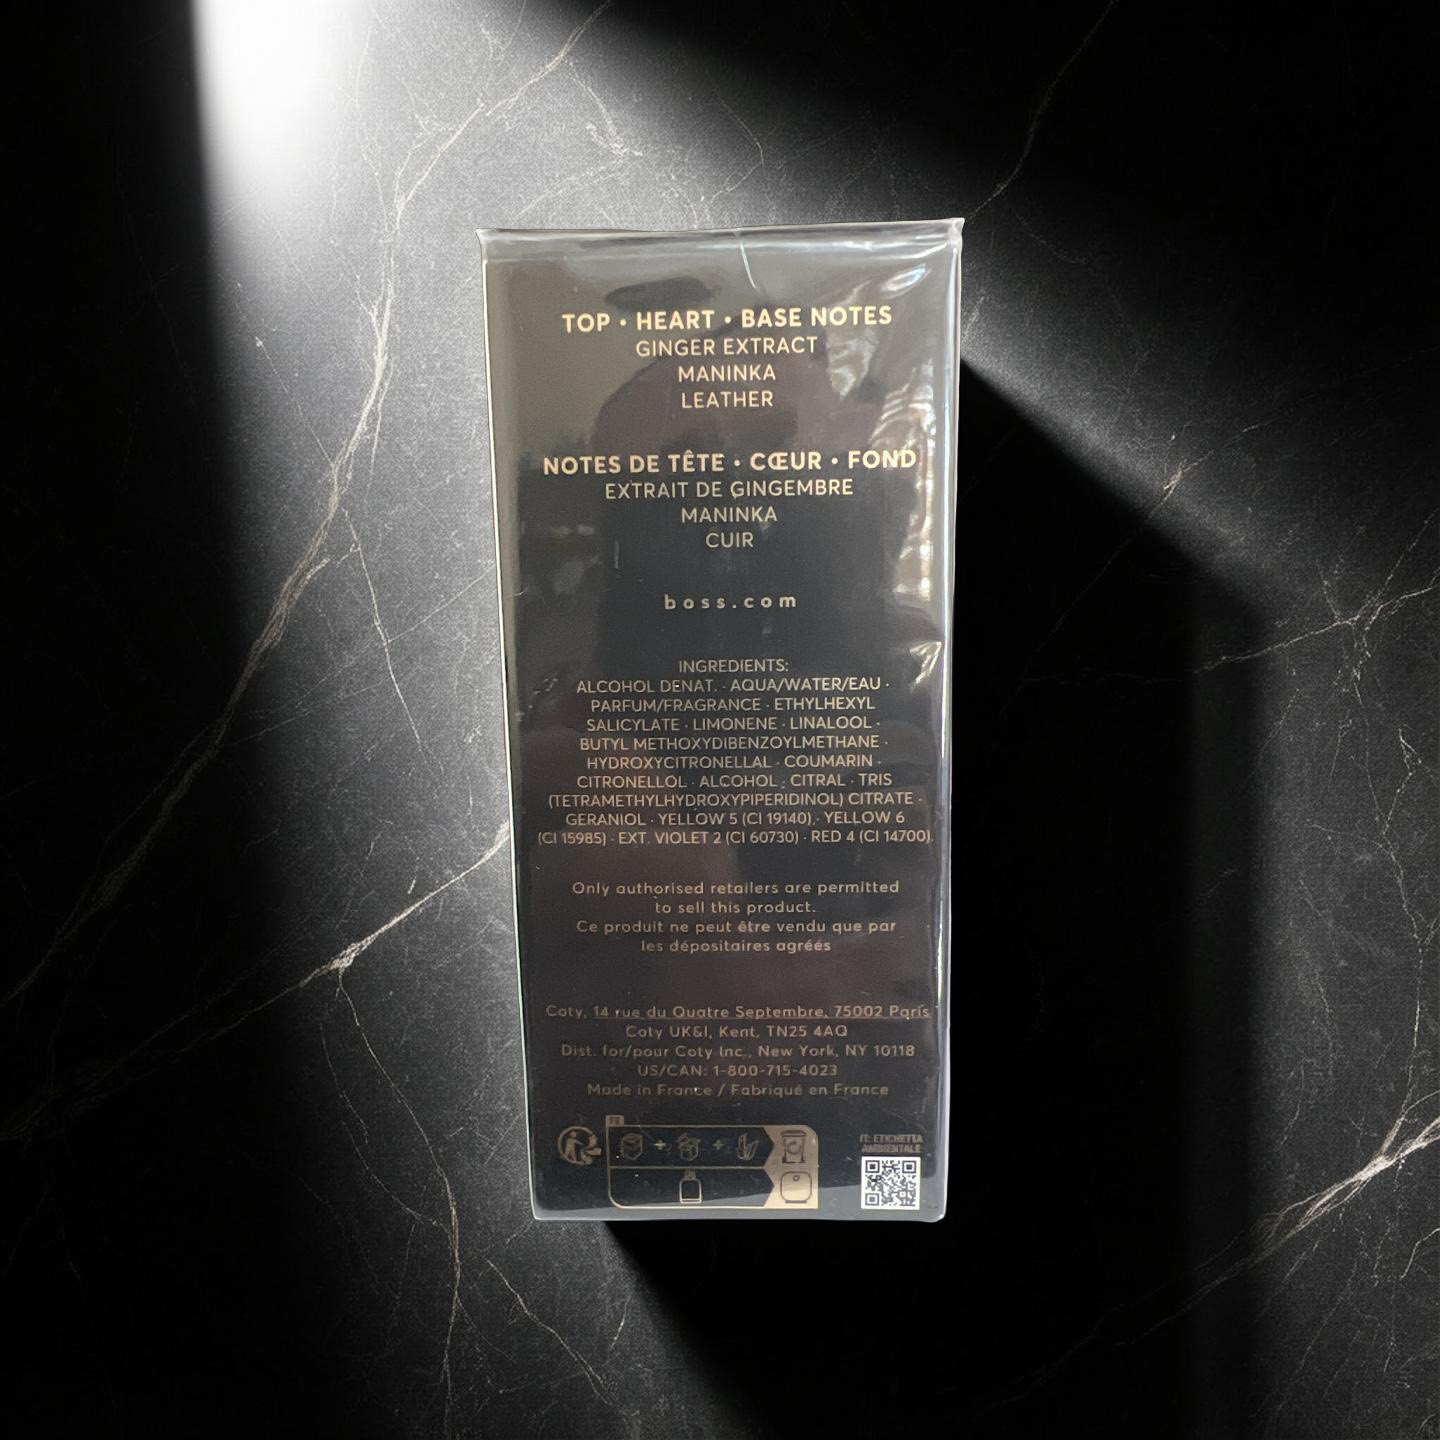 TOP • HEART • BASE NOTES
GINGER EXTRACT
MANINKA
LEATHER
NOTES DE TÊTE • CŒUR • FOND
EXTRAIT DE GINGEMBRE
MANINKA
CUIR
boss.com
INGREDIENTS:
ALCOHOL DENAT. · AQUA/WATER/EAU ·
PARFUM/FRAGRANCE · ETHYLHEXYL
SALICYLATE · LIMONENE · LINALOOL ·
BUTYL METHOXYDIBENZOYLMETHANE ·
HYDROXYCITRONELLAL · COUMARIN ·
CITRONELLOL · ALCOHOL · CITRAL · TRIS
(TETRAMETHYLHYDROXYPIPERIDINOL) CITRATE ·
GERANIOL · YELLOW 5 (CI 19140) · YELLOW 6
(CI 15985) · EXT. VIOLET 2 (CI 60730) · RED 4 (CI 14700).
Only authorised retailers are permitted
to sell this product.
Ce produit ne peut être vendu que par
les dépositaires agréés
Coty, 14 rue du Quatre Septembre, 75002 Paris
Coty UK&I, Kent, TN25 4AQ
Dist. for/pour Coty Inc., New York, NY 10118
US/CAN: 1-800-715-4023
Made in France / Fabriqué en France
FR
IT: ETICHETTA
AMBIENTALE